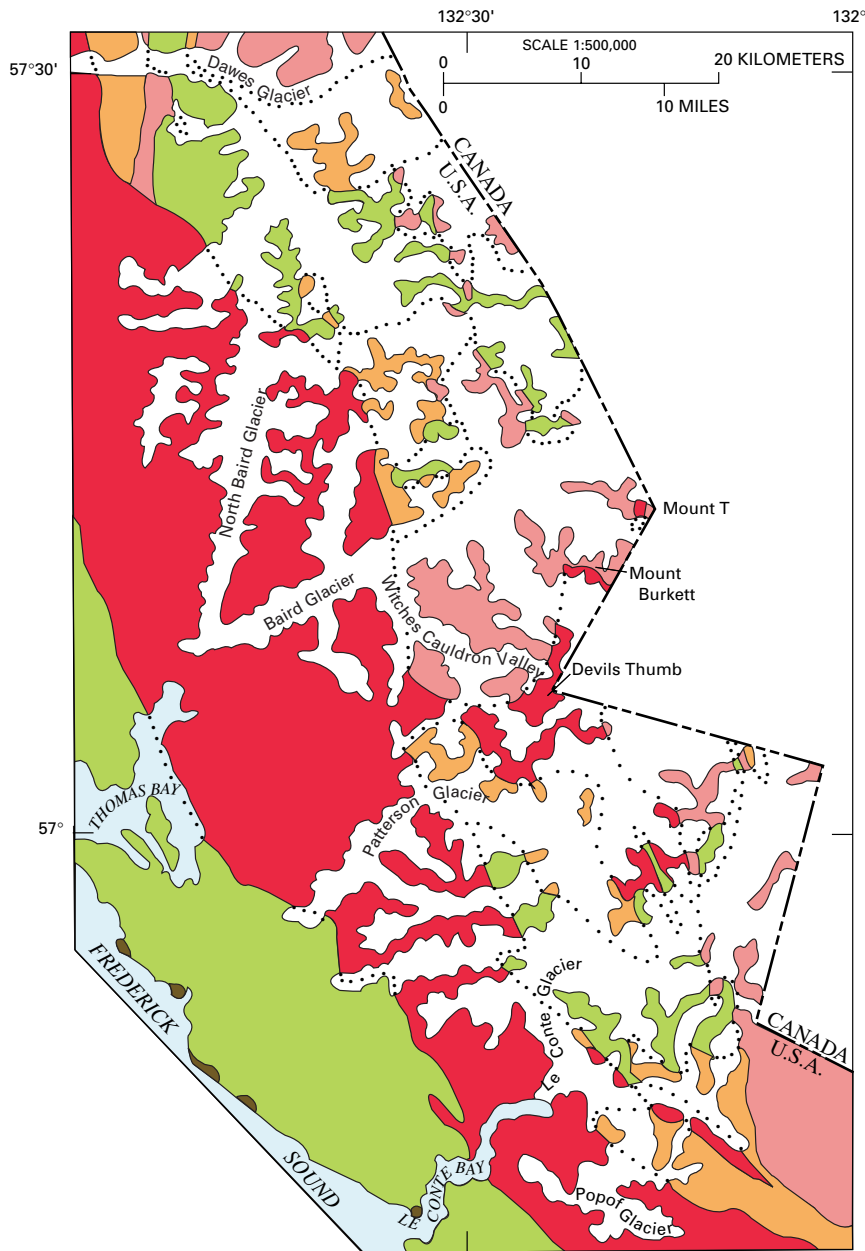 132°30'
132°
57°30'
SCALE 1:500,000
0 10 20 KILOMETERS
0 10 MILES
Dawes Glacier
CANADA
U.S.A.
North Baird Glacier
Mount T
Mount
Burkett
Baird Glacier
Witches Cauldron Valley
Devils Thumb
THOMAS BAY
Patterson Glacier
57°
FREDERICK
SOUND
Le Conte Glacier
CANADA
U.S.A.
LE CONTE BAY
Popof
Glacier